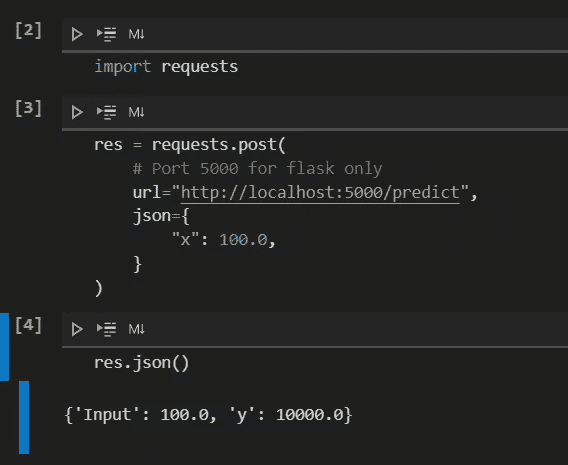 [2]
M↓
import requests
[3]
M↓
res = requests.post(
    # Port 5000 for flask only
    url="http://localhost:5000/predict",
    json={
        "x": 100.0,
    }
)
[4]
M↓
res.json()
{'Input': 100.0, 'y': 10000.0}